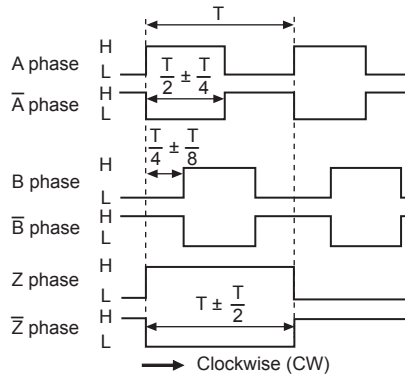 T
H
A phase
L
H
A̅ phase
L
T/2 ± T/4
T/4 ± T/8
H
B phase
L
H
B̅ phase
L
H
Z phase
L
H
Z̅ phase
L
T ± T/2
Clockwise (CW)